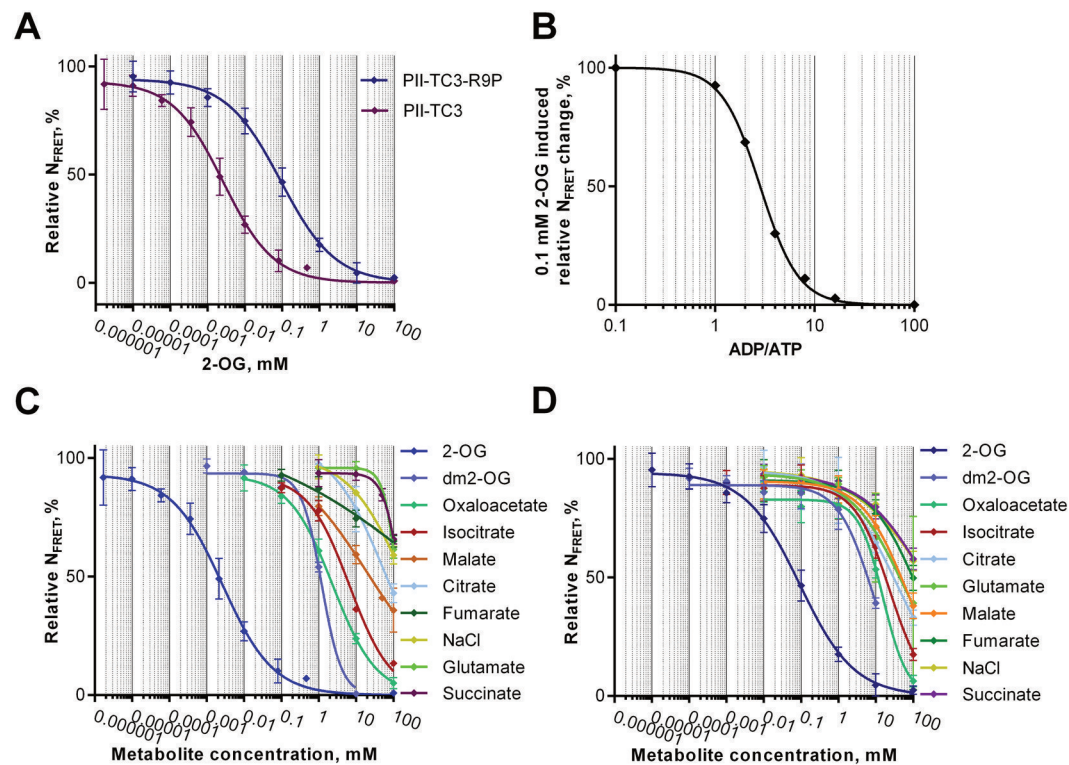 A
Relative NFRET, %
100
50
0
0.000001
0.00001
0.0001
0.001
0.01
0.1
1
10
100
2-OG, mM
PII-TC3-R9P
PII-TC3
B
0.1 mM 2-OG induced
relative NFRET change, %
100
50
0
0.1
1
10
100
ADP/ATP
C
Relative NFRET, %
100
50
0
0.000001
0.00001
0.0001
0.001
0.01
0.1
1
10
100
Metabolite concentration, mM
2-OG
dm2-OG
Oxaloacetate
Isocitrate
Malate
Citrate
Fumarate
NaCl
Glutamate
Succinate
D
Relative NFRET, %
100
50
0
0.000001
0.00001
0.0001
0.001
0.01
0.1
1
10
100
Metabolite concentration, mM
2-OG
dm2-OG
Oxaloacetate
Isocitrate
Citrate
Glutamate
Malate
Fumarate
NaCl
Succinate